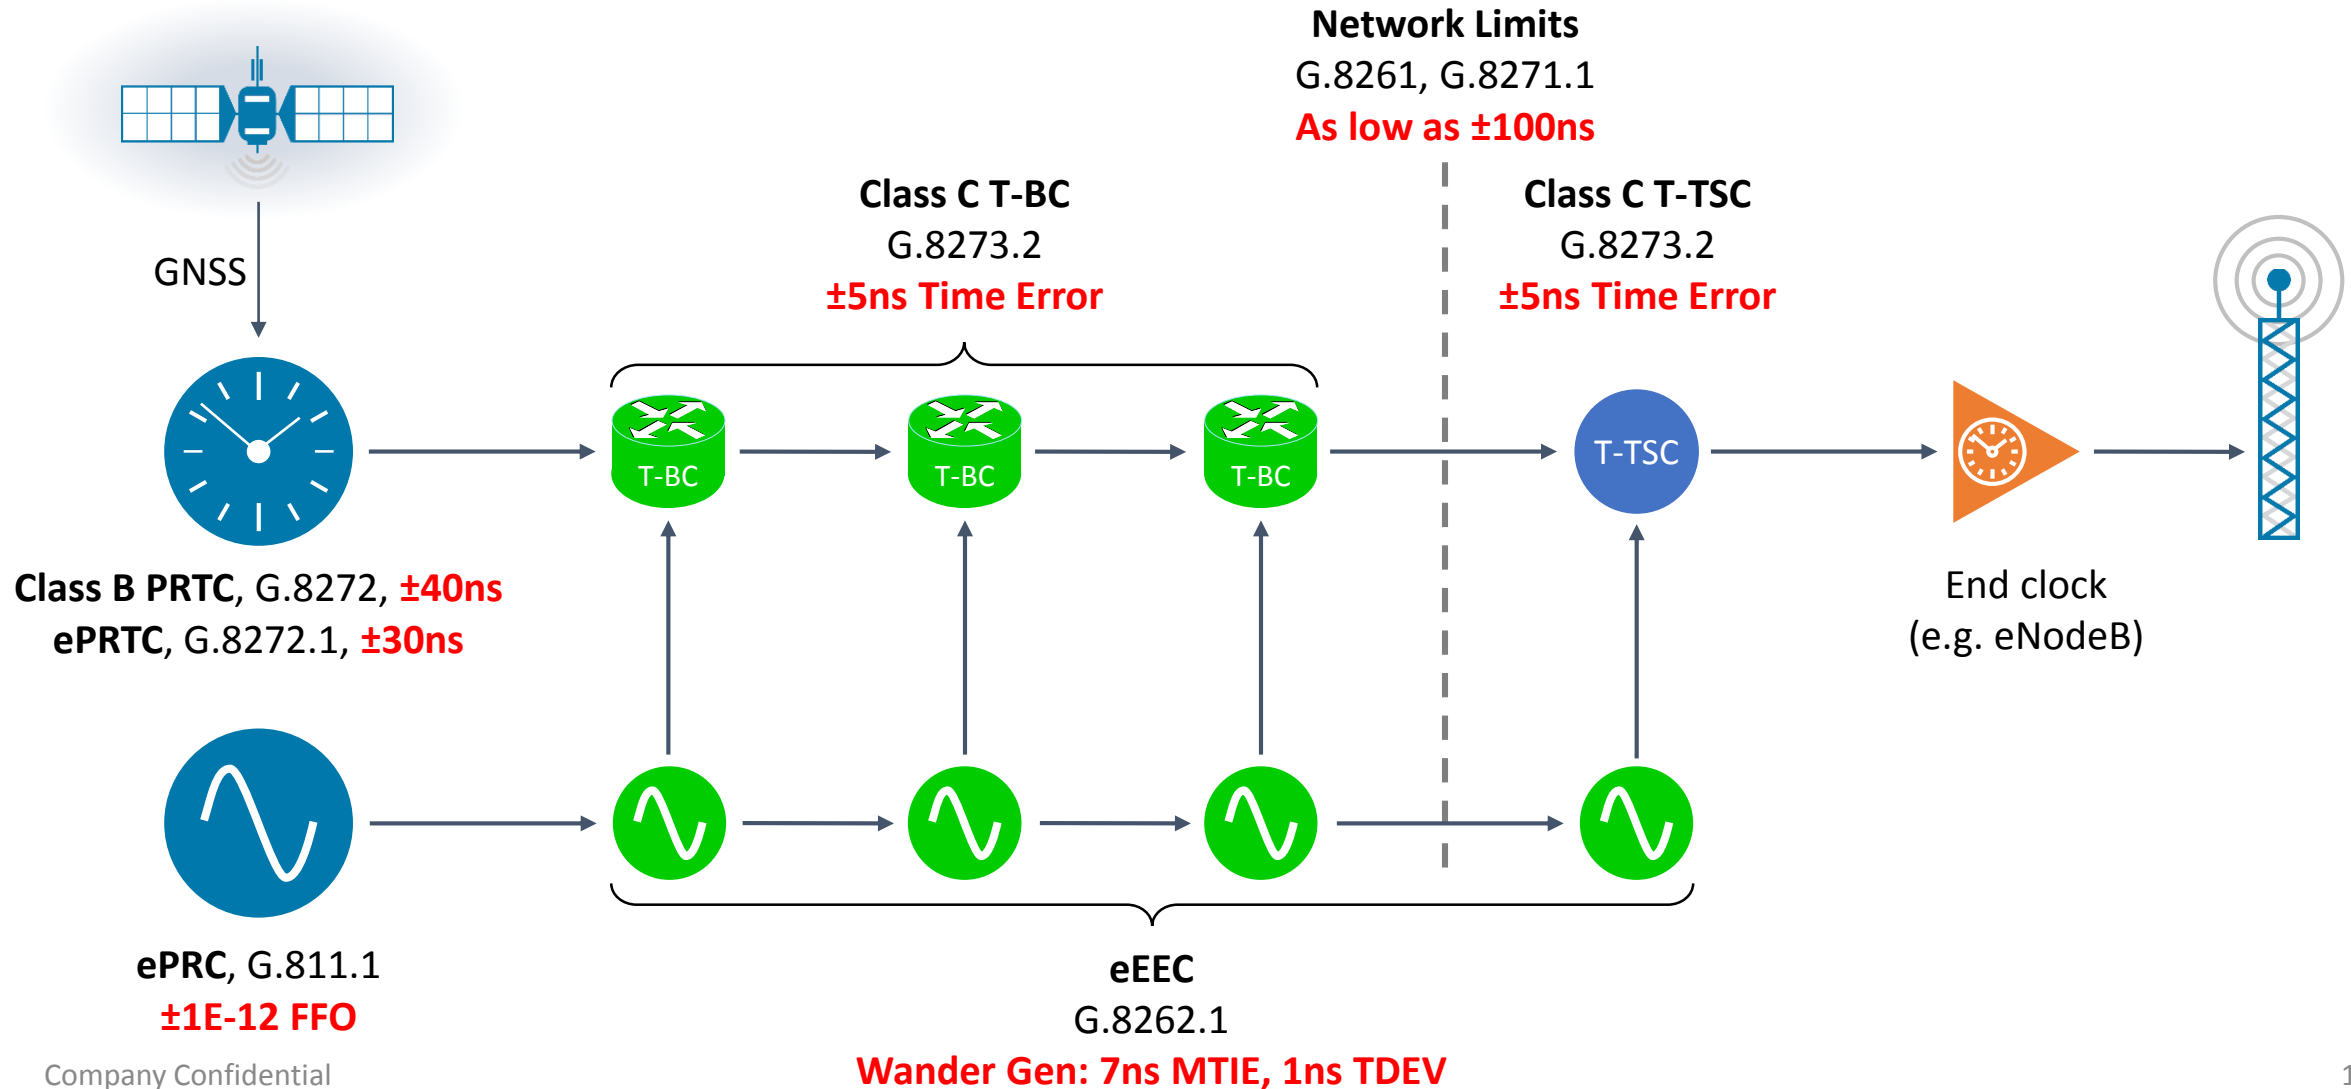 Network Limits
G.8261, G.8271.1
As low as ±100ns
Class C T-BC
G.8273.2
±5ns Time Error
Class C T-TSC
G.8273.2
±5ns Time Error
GNSS
T-BC
T-BC
T-BC
T-TSC
Class B PRTC, G.8272, ±40ns
ePRTC, G.8272.1, ±30ns
End clock
(e.g. eNodeB)
ePRC, G.811.1
±1E-12 FFO
eEEC
G.8262.1
Wander Gen: 7ns MTIE, 1ns TDEV
Company Confidential